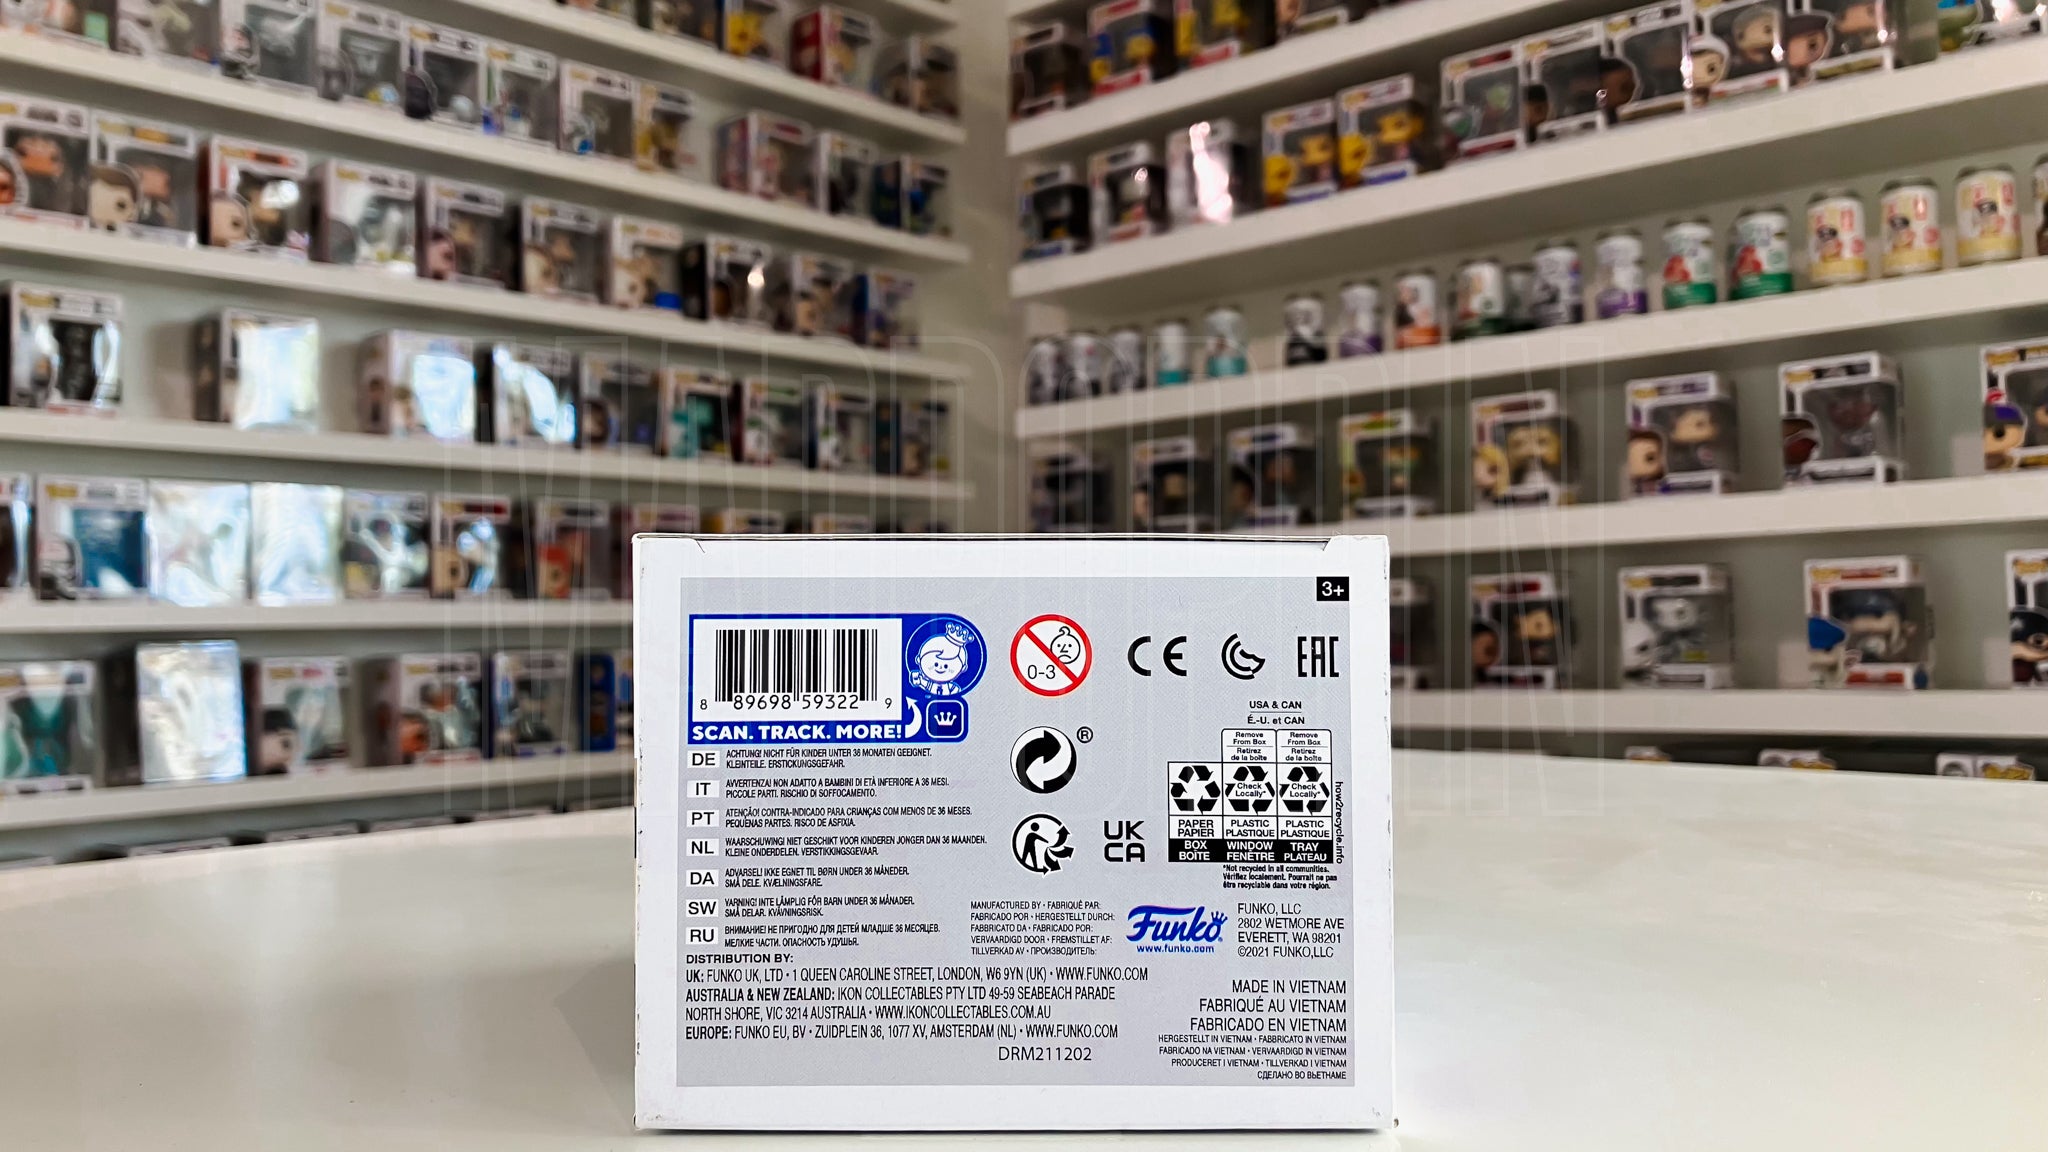 3+
8 89698 59322 9
SCAN. TRACK. MORE!
0-3
CE
EAC
DE ACHTUNG! NICHT FÜR KINDER UNTER 36 MONATEN GEEIGNET.
KLEINTEILE. ERSTICKUNGSGEFAHR.
IT AVVERTENZA! NON ADATTO A BAMBINI DI ETÀ INFERIORE A 36 MESI.
PICCOLE PARTI. RISCHIO DI SOFFOCAMENTO.
PT ATENÇÃO! CONTRA-INDICADO PARA CRIANÇAS COM MENOS DE 36 MESES.
PEQUENAS PARTES. RISCO DE ASFIXIA.
NL WAARSCHUWING! NIET GESCHIKT VOOR KINDEREN JONGER DAN 36 MAANDEN.
KLEINE ONDERDELEN. VERSTIKKINGSGEVAAR.
DA ADVARSEL! IKKE EGNET TIL BØRN UNDER 36 MÅNEDER.
SMÅ DELE. KVÆLNINGSFARE.
SW VARNING! INTE LÄMPLIG FÖR BARN UNDER 36 MÅNADER.
SMÅ DELAR. KVÄVNINGSRISK.
RU ВНИМАНИЕ! НЕ ПРИГОДНО ДЛЯ ДЕТЕЙ МЛАДШЕ 36 МЕСЯЦЕВ.
МЕЛКИЕ ЧАСТИ. ОПАСНОСТЬ УДУШЬЯ.
®
UK
CA
USA & CAN
É.-U. et CAN
Remove From Box
Retirez de la boîte
Remove From Box
Retirez de la boîte
Check Locally*
Check Locally*
PAPER PAPIER
PLASTIC PLASTIQUE
PLASTIC PLASTIQUE
BOX BOÎTE
WINDOW FENÊTRE
TRAY PLATEAU
how2recycle.info
*Not recycled in all communities.
Vérifiez localement. Pourrait ne pas
être recyclable dans votre région.
MANUFACTURED BY • FABRIQUÉ PAR:
FABRICADO POR • HERGESTELLT DURCH:
FABBRICATO DA • FABRICADO POR:
VERVAARDIGD DOOR • FREMSTILLET AF:
TILLVERKAD AV • ПРОИЗВОДИТЕЛЬ:
Funko
www.funko.com
FUNKO, LLC
2802 WETMORE AVE
EVERETT, WA 98201
©2021 FUNKO,LLC
DISTRIBUTION BY:
UK: FUNKO UK, LTD • 1 QUEEN CAROLINE STREET, LONDON, W6 9YN (UK) • WWW.FUNKO.COM
AUSTRALIA & NEW ZEALAND: IKON COLLECTABLES PTY LTD 49-59 SEABEACH PARADE
NORTH SHORE, VIC 3214 AUSTRALIA • WWW.IKONCOLLECTABLES.COM.AU
EUROPE: FUNKO EU, BV • ZUIDPLEIN 36, 1077 XV, AMSTERDAM (NL) • WWW.FUNKO.COM
DRM211202
MADE IN VIETNAM
FABRIQUÉ AU VIETNAM
FABRICADO EN VIETNAM
HERGESTELLT IN VIETNAM • FABBRICATO IN VIETNAM
FABRICADO NA VIETNAM • VERVAARDIGD IN VIETNAM
PRODUCERET I VIETNAM • TILLVERKAD I VIETNAM
СДЕЛАНО ВО ВЬЕТНАМЕ